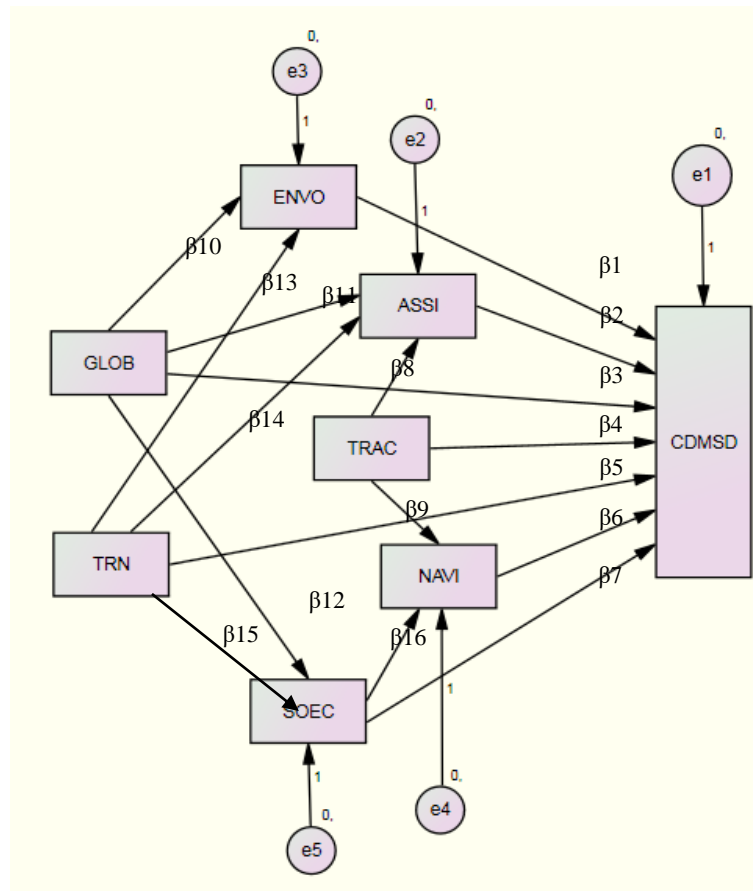 0,
e3
1
0,
e2
1
0,
e1
1
ENVO
β10
β13
β11
ASSI
β1
β2
β3
β8
GLOB
β14
TRAC
β4
β5
CDMSD
β9
β6
TRN
NAVI
β7
β12
β15
β16
SOEC
1
0,
e4
1
0,
e5